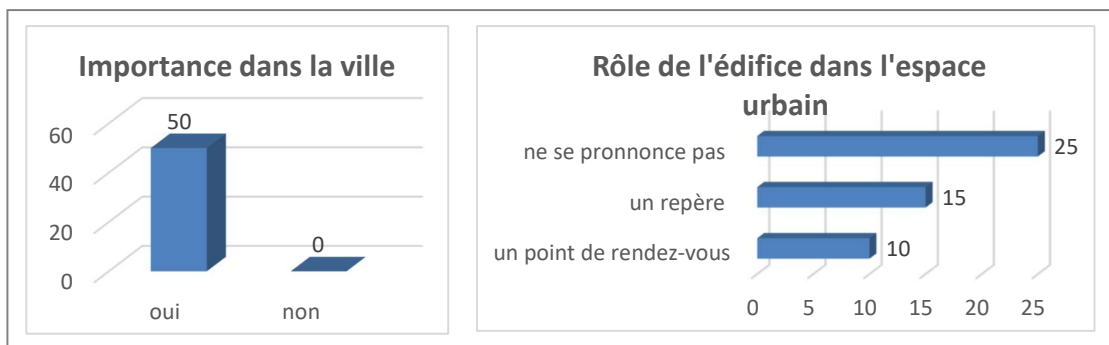 Importance dans la ville
60
40
20
0
50
0
oui
non
Rôle de l'édifice dans l'espace
urbain
ne se pronnonce pas
25
un repère
15
un point de rendez-vous
10
0 5 10 15 20 25